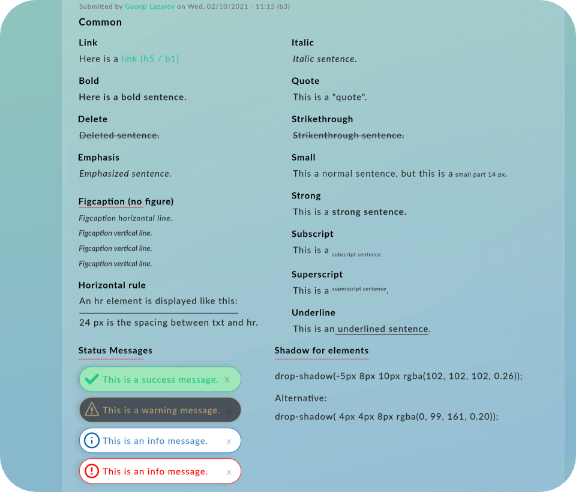 Submitted by Georgi Lazarov on Wed, 02/10/2021 - 11:15 (b3)
Common
Link
Here is a link (h5 / b1)
Bold
Here is a bold sentence.
Delete
Deleted sentence.
Emphasis
Emphasized sentence.
Figcaption (no figure)
Figcaption horizontal line.
Figcaption vertical line.
Figcaption vertical line.
Figcaption vertical line.
Horizontal rule
An hr element is displayed like this:
24 px is the spacing between txt and hr.
Italic
Italic sentence.
Quote
This is a "quote".
Strikethrough
Strikenthrough sentence.
Small
This a normal sentence, but this is a small part 14 px.
Strong
This is a strong sentence.
Subscript
This is a subscript sentence.
Superscript
This is a superscript sentence.
Underline
This is an underlined sentence.
Status Messages
This is a success message. x
This is a warning message. x
This is an info message. x
This is an info message. x
Shadow for elements
drop-shadow(-5px 8px 10px rgba(102, 102, 102, 0.26));
Alternative:
drop-shadow( 4px 4px 8px rgba(0, 99, 161, 0.20));